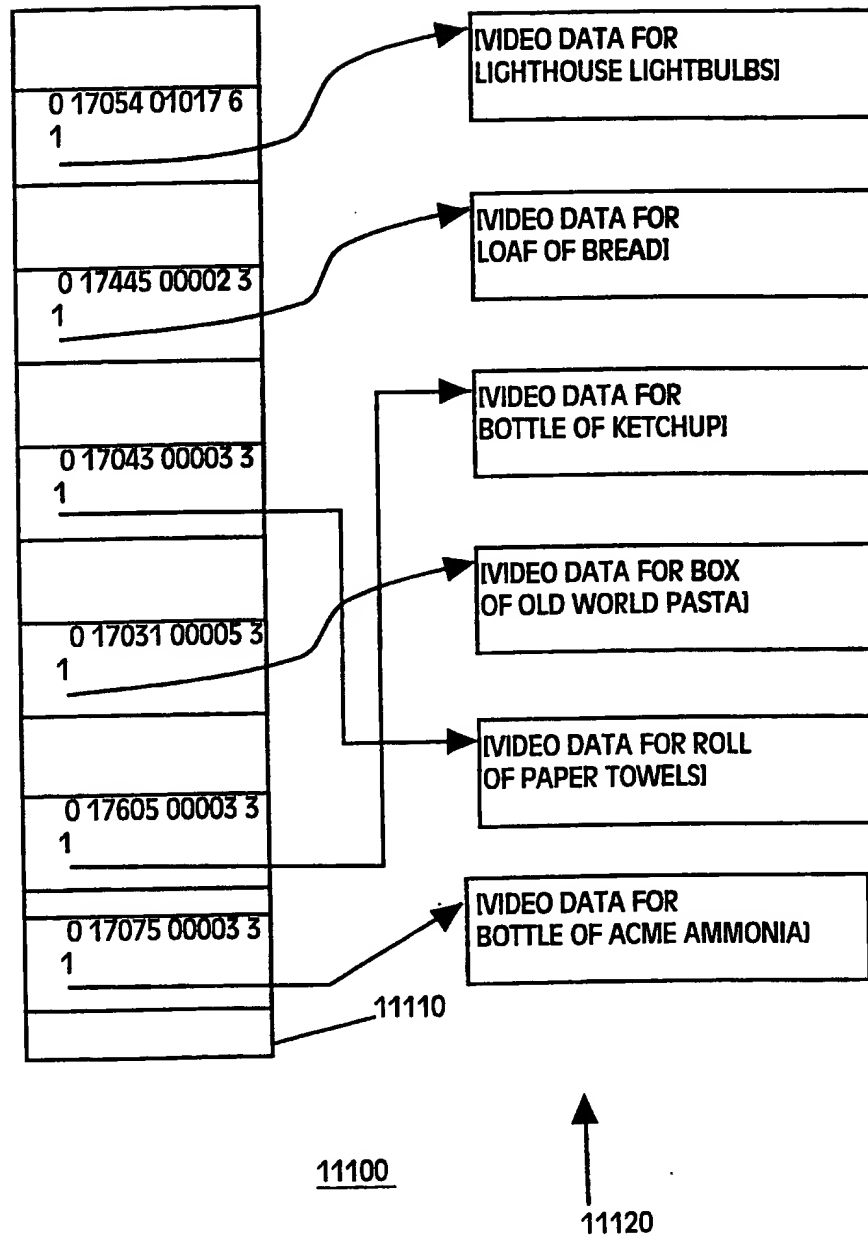 0 17054 01017 6
1
0 17445 00002 3
1
0 17043 00003 3
1
0 17031 00005 3
1
0 17605 00003 3
1
0 17075 00003 3
1
11110
[VIDEO DATA FOR
LIGHTHOUSE LIGHTBULBS]
[VIDEO DATA FOR
LOAF OF BREAD]
[VIDEO DATA FOR
BOTTLE OF KETCHUP]
[VIDEO DATA FOR BOX
OF OLD WORLD PASTA]
[VIDEO DATA FOR ROLL
OF PAPER TOWELS]
[VIDEO DATA FOR
BOTTLE OF ACME AMMONIA]
11100
11120